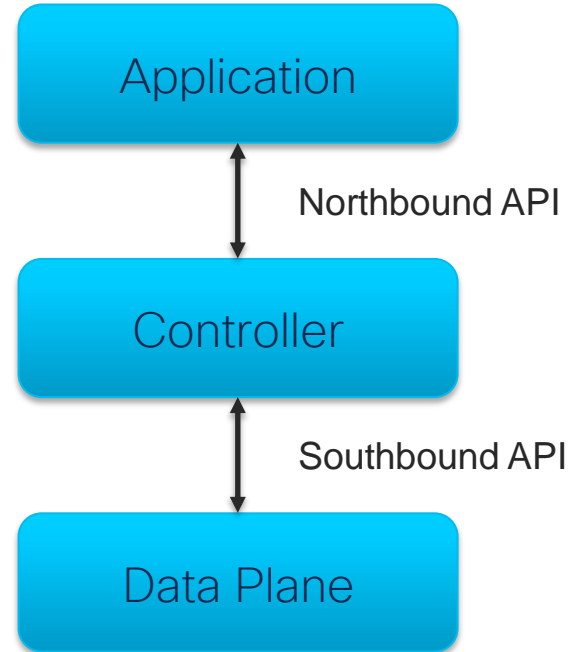 Application
Northbound API
Controller
Southbound API
Data Plane